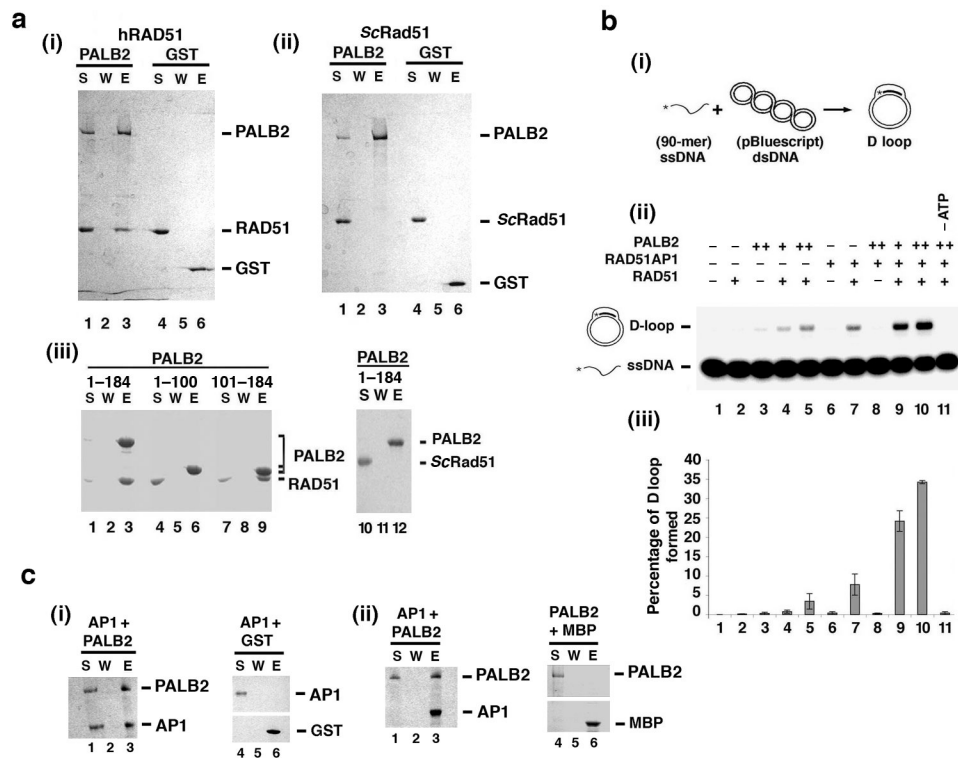 a
(i)
hRAD51
PALB2 GST
S W E S W E
PALB2
RAD51
GST
1 2 3 4 5 6
(ii)
ScRad51
PALB2 GST
S W E S W E
PALB2
ScRad51
GST
1 2 3 4 5 6
(iii)
PALB2
1–184 1–100 101–184
S W E S W E S W E
PALB2
RAD51
1 2 3 4 5 6 7 8 9
PALB2
1–184
S W E
PALB2
ScRad51
10 11 12
b
(i)
* + →
(90-mer) (pBluescript) D loop
ssDNA dsDNA
(ii)
– ATP
PALB2 – – ++ + ++ – – ++ + ++ ++
RAD51AP1 – – – – – + + + + + +
RAD51 – + – + + – + – + + +
D-loop
* ssDNA
1 2 3 4 5 6 7 8 9 10 11
(iii)
Percentage of D loop
formed
40
35
30
25
20
15
10
5
0
1 2 3 4 5 6 7 8 9 10 11
c
(i)
AP1 +
PALB2
S W E
PALB2
AP1
1 2 3
AP1 +
GST
S W E
AP1
GST
4 5 6
(ii)
AP1 +
PALB2
S W E
PALB2
AP1
1 2 3
PALB2
+ MBP
S W E
PALB2
MBP
4 5 6